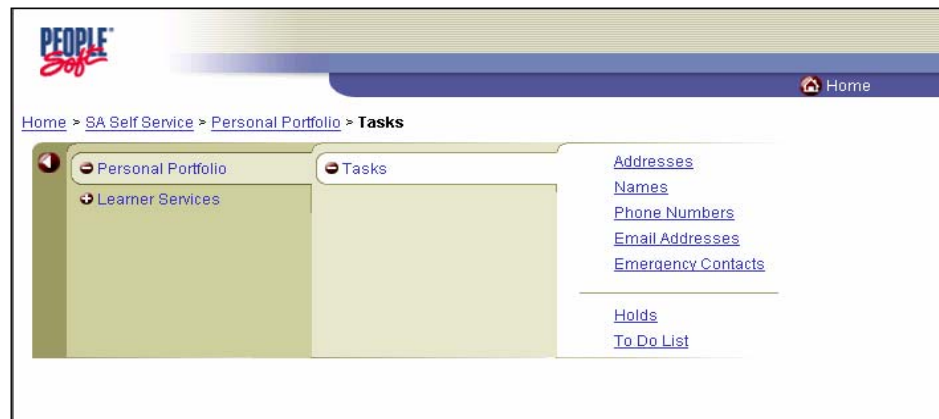 PEOPLE
Soft
Home
Home > SA Self Service > Personal Portfolio > Tasks
Personal Portfolio
Learner Services
Tasks
Addresses
Names
Phone Numbers
Email Addresses
Emergency Contacts
Holds
To Do List